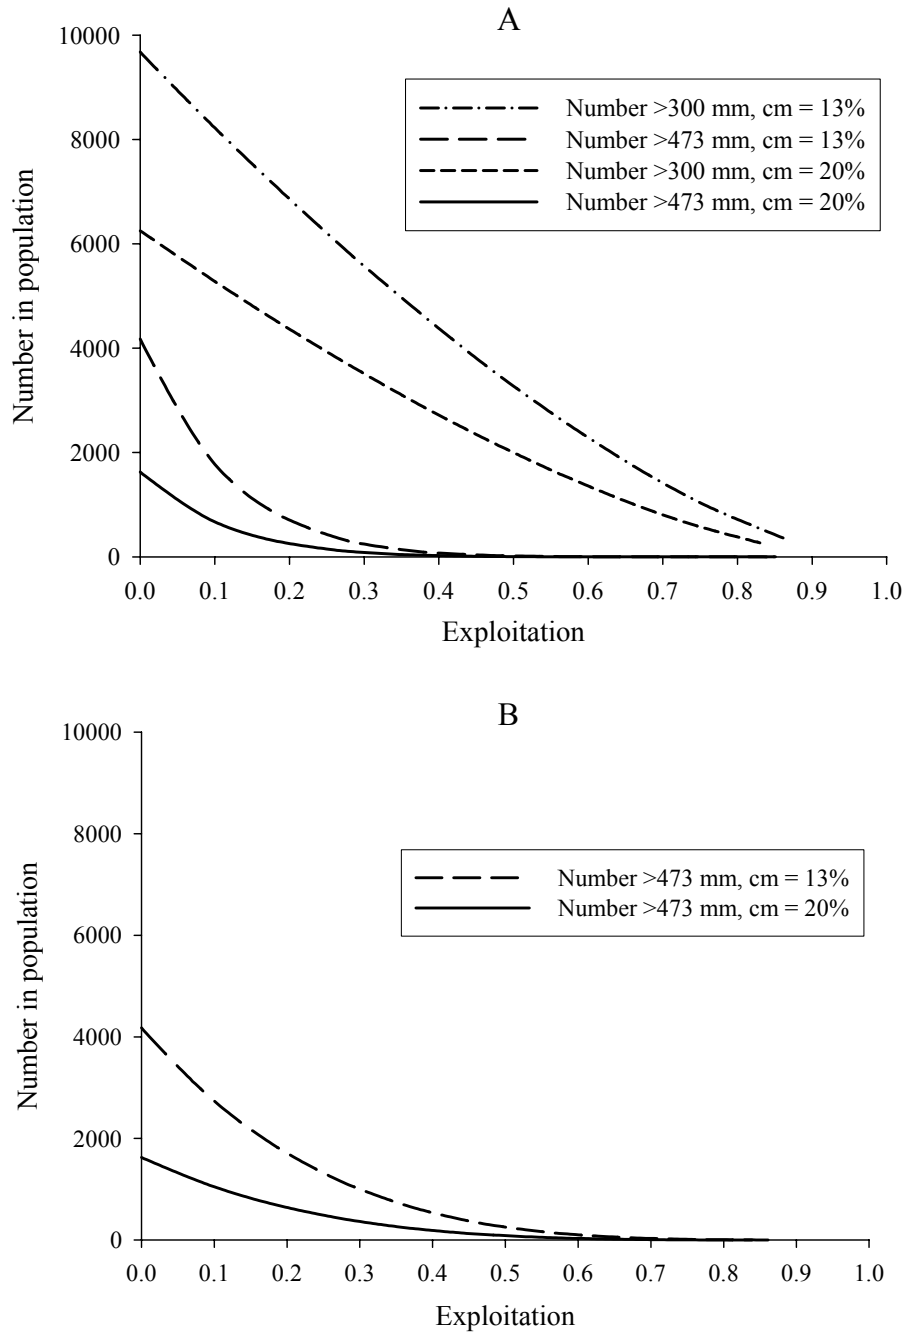 A
10000
8000
6000
4000
2000
0
Number in population
Number >300 mm, cm = 13%
Number >473 mm, cm = 13%
Number >300 mm, cm = 20%
Number >473 mm, cm = 20%
0.0 0.1 0.2 0.3 0.4 0.5 0.6 0.7 0.8 0.9 1.0
Exploitation
B
10000
8000
6000
4000
2000
0
Number in population
Number >473 mm, cm = 13%
Number >473 mm, cm = 20%
0.0 0.1 0.2 0.3 0.4 0.5 0.6 0.7 0.8 0.9 1.0
Exploitation